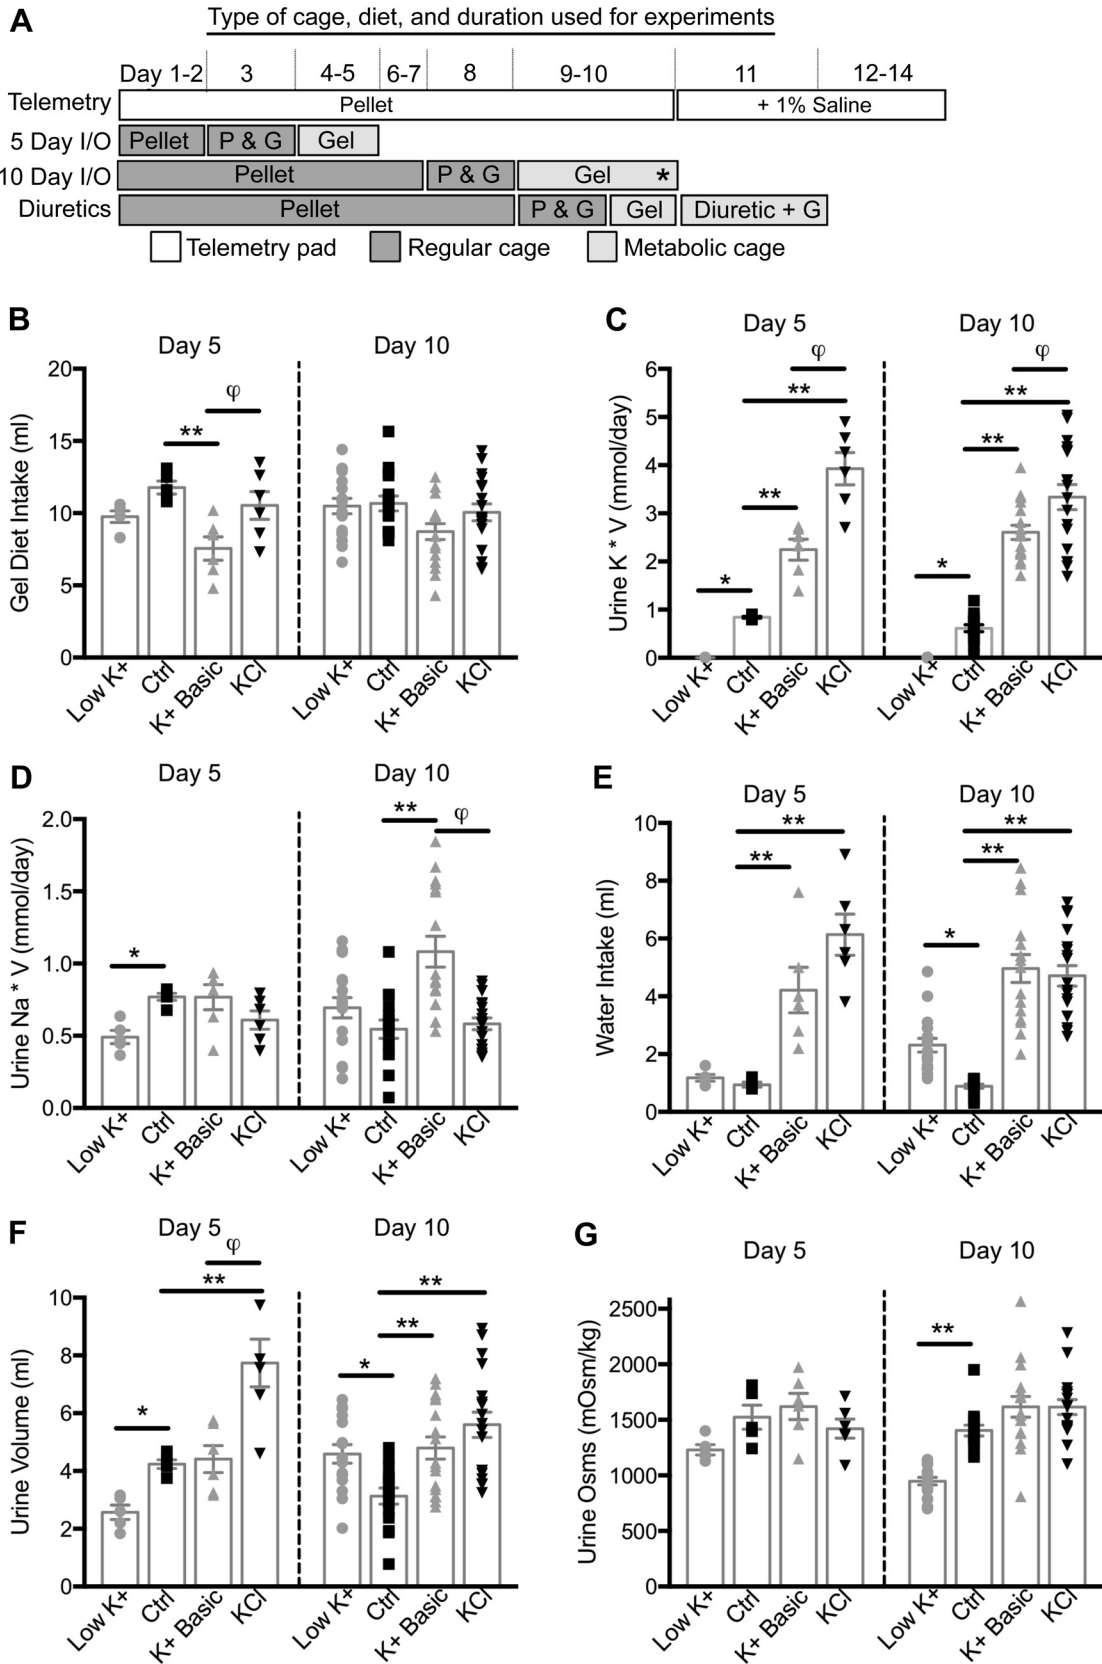 A
Type of cage, diet, and duration used for experiments
Day 1-2 3 4-5 6-7 8 9-10 11 12-14
Telemetry Pellet + 1% Saline
5 Day I/O Pellet P & G Gel
10 Day I/O Pellet P & G Gel *
Diuretics Pellet P & G Gel Diuretic + G
Telemetry pad Regular cage Metabolic cage
B
Day 5 Day 10
Gel Diet Intake (ml)
20
15
10
5
0
φ
**
Low K+ Ctrl K+ Basic KCl Low K+ Ctrl K+ Basic KCl
C
Day 5 Day 10
Urine K * V (mmol/day)
6
5
4
3
2
1
0
φ φ
** **
** **
* *
Low K+ Ctrl K+ Basic KCl Low K+ Ctrl K+ Basic KCl
D
Day 5 Day 10
Urine Na * V (mmol/day)
2.0
1.5
1.0
0.5
0.0
** φ
*
Low K+ Ctrl K+ Basic KCl Low K+ Ctrl K+ Basic KCl
E
Day 5 Day 10
Water Intake (ml)
10
8
6
4
2
0
** **
** **
*
Low K+ Ctrl K+ Basic KCl Low K+ Ctrl K+ Basic KCl
F
Day 5 Day 10
Urine Volume (ml)
10
8
6
4
2
0
φ
** **
**
* *
Low K+ Ctrl K+ Basic KCl Low K+ Ctrl K+ Basic KCl
G
Day 5 Day 10
Urine Osms (mOsm/kg)
2500
2000
1500
1000
500
0
**
Low K+ Ctrl K+ Basic KCl Low K+ Ctrl K+ Basic KCl